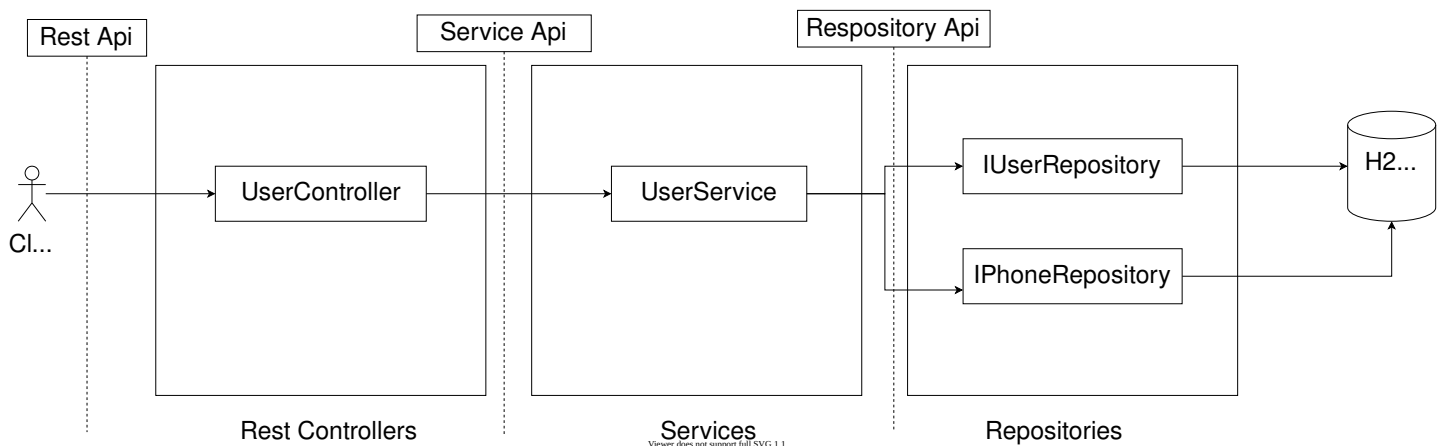 Rest Api
Service Api
Respository Api
UserController
UserService
IUserRepository
H2...
Cl...
IPhoneRepository
Rest Controllers
Services
Repositories
Viewer does not support full SVG 1.1